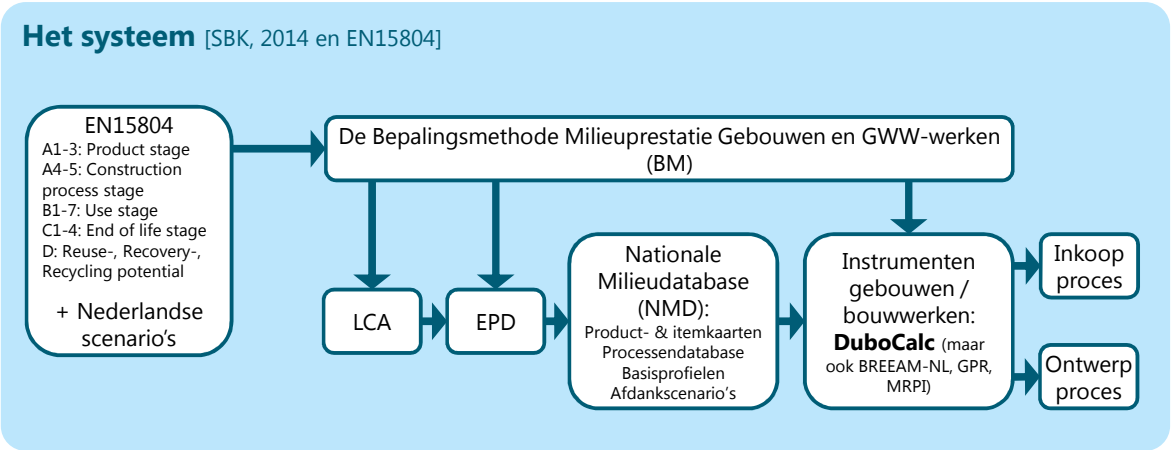 Het systeem [SBK, 2014 en EN15804]
EN15804
A1-3: Product stage
A4-5: Construction
process stage
B1-7: Use stage
C1-4: End of life stage
D: Reuse-, Recovery-,
Recycling potential
+ Nederlandse
scenario's
De Bepalingsmethode Milieuprestatie Gebouwen en GWW-werken
(BM)
LCA
EPD
Nationale
Milieudatabase
(NMD):
Product- & itemkaarten
Processendatabase
Basisprofielen
Afdankscenario's
Instrumenten
gebouwen /
bouwwerken:
DuboCalc (maar
ook BREEAM-NL, GPR,
MRPI)
Inkoop
proces
Ontwerp
proces